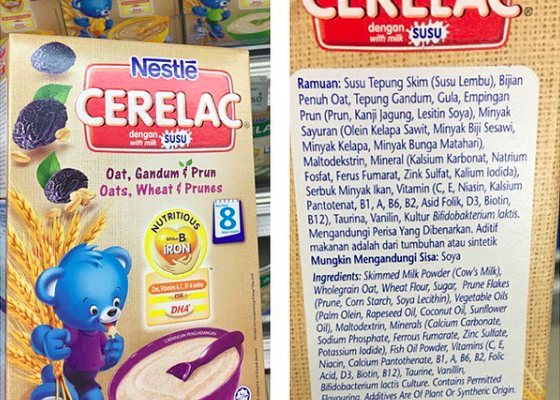 Nestlé
CERELAC®
dengan
with milk
SUSU
Oat, Gandum & Prun
Oats, Wheat & Prunes
NUTRITIOUS
IRON
8
DHA
CERELAC
dengan
with milk
SUSU
Ramuan: Susu Tepung Skim (Susu Lembu), Bijian
Penuh Oat, Tepung Gandum, Gula, Empingan
Prun (Prun, Kanji Jagung, Lesitin Soya), Minyak
Sayuran (Olein Kelapa Sawit, Minyak Biji Sesawi,
Minyak Kelapa, Minyak Bunga Matahari),
Maltodekstrin, Mineral (Kalsium Karbonat, Natrium
Fosfat, Ferus Fumarat, Zink Sulfat, Kalium Iodida),
Serbuk Minyak Ikan, Vitamin (C, E, Niasin, Kalsium
Pantotenat, B1, A, B6, B2, Asid Folik, D3, Biotin,
B12), Taurina, Vanilin, Kultur Bifidobakterium laktis.
Mengandungi Perisa Yang Dibenarkan. Aditif
makanan adalah dari tumbuhan atau sintetik
Mungkin Mengandungi Sisa: Soya
Ingredients: Skimmed Milk Powder (Cow's Milk),
Wholegrain Oat, Wheat Flour, Sugar, Prune Flakes
(Prune, Corn Starch, Soya Lecithin), Vegetable Oils
(Palm Olein, Rapeseed Oil, Coconut Oil, Sunflower
Oil), Maltodextrin, Minerals (Calcium Carbonate,
Sodium Phosphate, Ferrous Fumarate, Zinc Sulfate,
Potassium Iodide), Fish Oil Powder, Vitamins (C, E,
Niacin, Calcium Pantothenate, B1, A, B6, B2, Folic
Acid, D3, Biotin, B12), Taurine, Vanillin,
Bifidobacterium lactis Culture. Contains Permitted
Flavouring. Additives Are Of Plant Or Synthetic Origin.